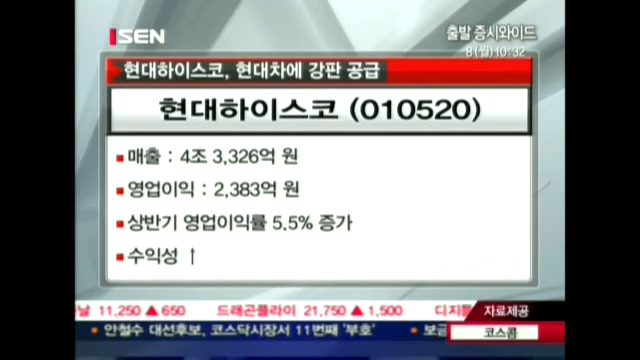 SEN
출발 증시와이드
8(월)10:32
현대하이스코, 현대차에 강판 공급
현대하이스코 (010520)
매출 : 4조 3,326억 원
영업이익 : 2,383억 원
상반기 영업이익률 5.5% 증가
수익성 ↑
날 11,250 ▲ 650 드래곤플라이 21,750 ▲ 1,500 디지틀
자료제공
안철수 대선후보, 코스닥시장서 11번째 '부호' 보금
코스콤